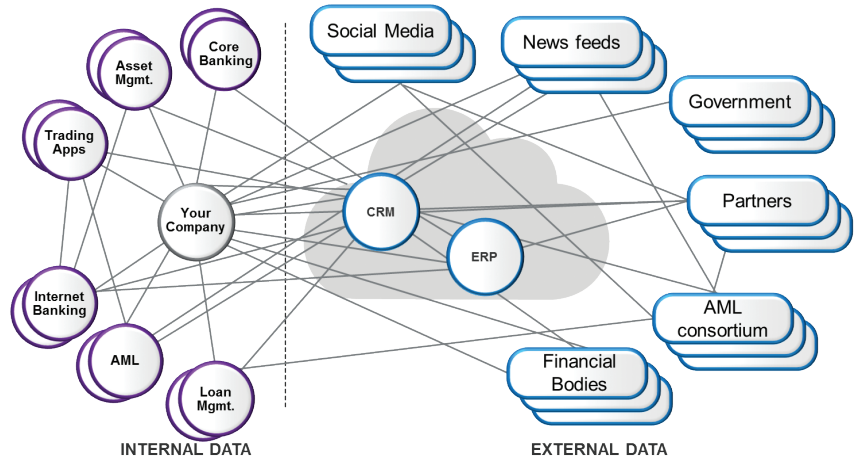 Core
Banking
Asset
Mgmt.
Trading
Apps
Your
Company
Internet
Banking
AML
Loan
Mgmt.
INTERNAL DATA
Social Media
News feeds
Government
Partners
CRM
ERP
AML
consortium
Financial
Bodies
EXTERNAL DATA